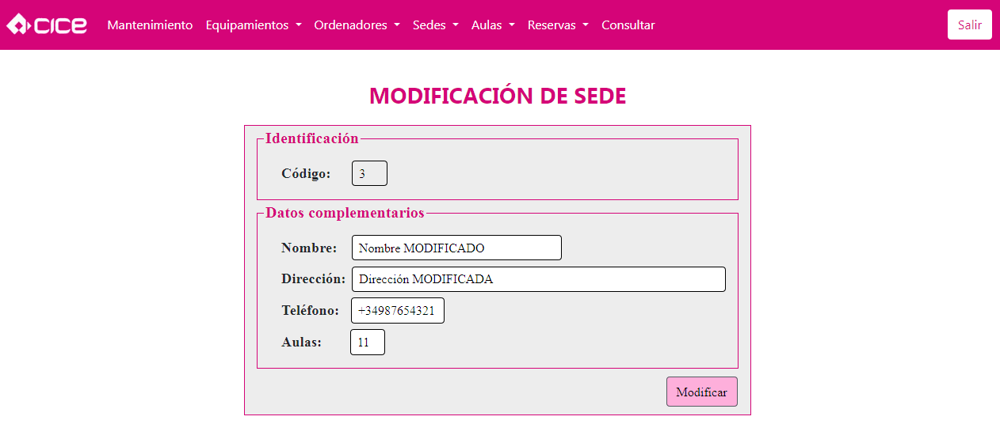 CICE Mantenimiento Equipamientos Ordenadores Sedes Aulas Reservas Consultar Salir
MODIFICACIÓN DE SEDE
Identificación
Código: 3
Datos complementarios
Nombre: Nombre MODIFICADO
Dirección: Dirección MODIFICADA
Teléfono: +34987654321
Aulas: 11
Modificar